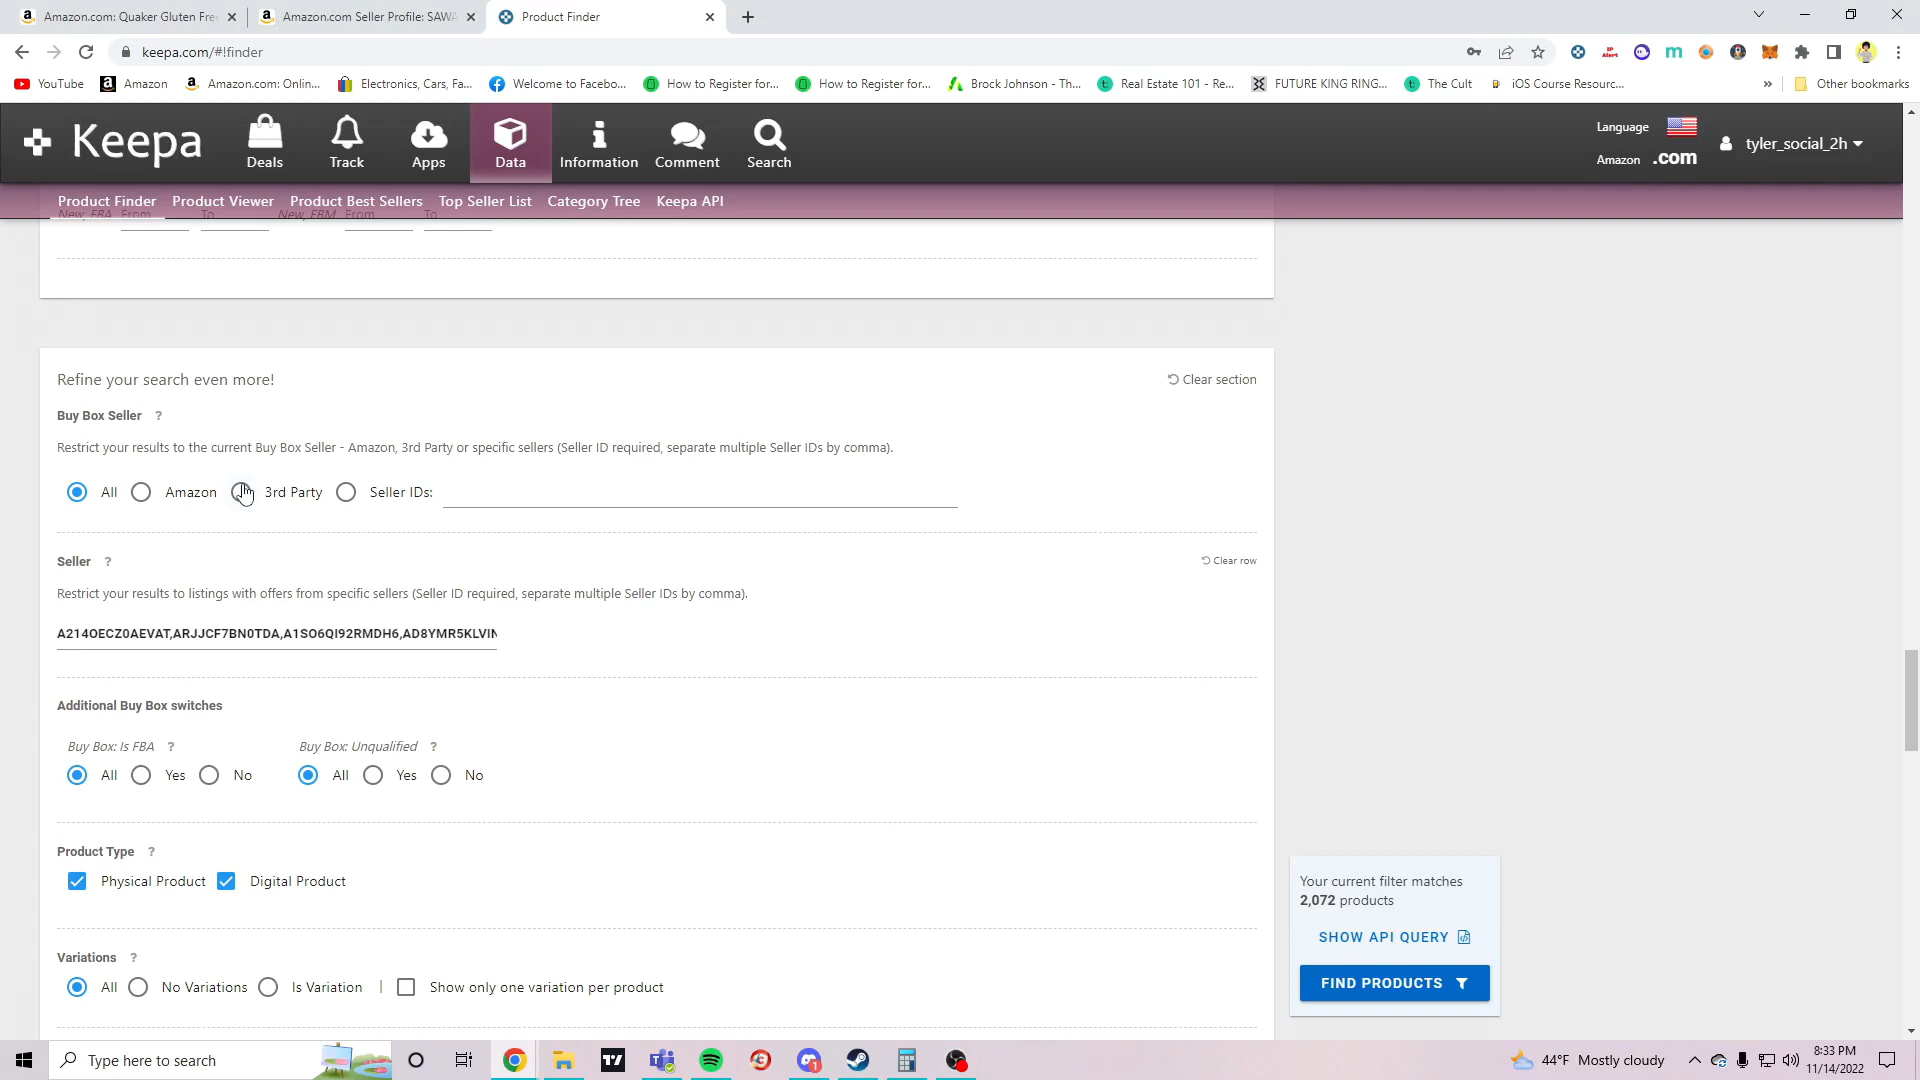 Amazon.com: Quaker Gluten Fre
Amazon.com Seller Profile: SAWA
Product Finder
keepa.com/#!finder
YouTube
Amazon
Amazon.com: Onlin...
Electronics, Cars, Fa...
Welcome to Facebo...
How to Register for...
How to Register for...
Brock Johnson - Th...
Real Estate 101 - Re...
FUTURE KING RING...
The Cult
iOS Course Resourc...
Other bookmarks
Keepa
Deals
Track
Apps
Data
Information
Comment
Search
Language
Amazon .com
tyler_social_2h
Product Finder
Product Viewer
Product Best Sellers
Top Seller List
Category Tree
Keepa API
New, FBA From To New, FBM From To
Refine your search even more!
Clear section
Buy Box Seller ?
Restrict your results to the current Buy Box Seller - Amazon, 3rd Party or specific sellers (Seller ID required, separate multiple Seller IDs by comma).
All Amazon 3rd Party Seller IDs:
Seller ?
Clear row
Restrict your results to listings with offers from specific sellers (Seller ID required, separate multiple Seller IDs by comma).
A214OECZ0AEVAT,ARJJCF7BN0TDA,A1SO6QI92RMDH6,AD8YMR5KLVIN
Additional Buy Box switches
Buy Box: Is FBA ? Buy Box: Unqualified ?
All Yes No All Yes No
Product Type ?
Physical Product Digital Product
Your current filter matches
2,072 products
SHOW API QUERY
FIND PRODUCTS
Variations ?
All No Variations Is Variation | Show only one variation per product
Type here to search
44°F Mostly cloudy
8:33 PM
11/14/2022